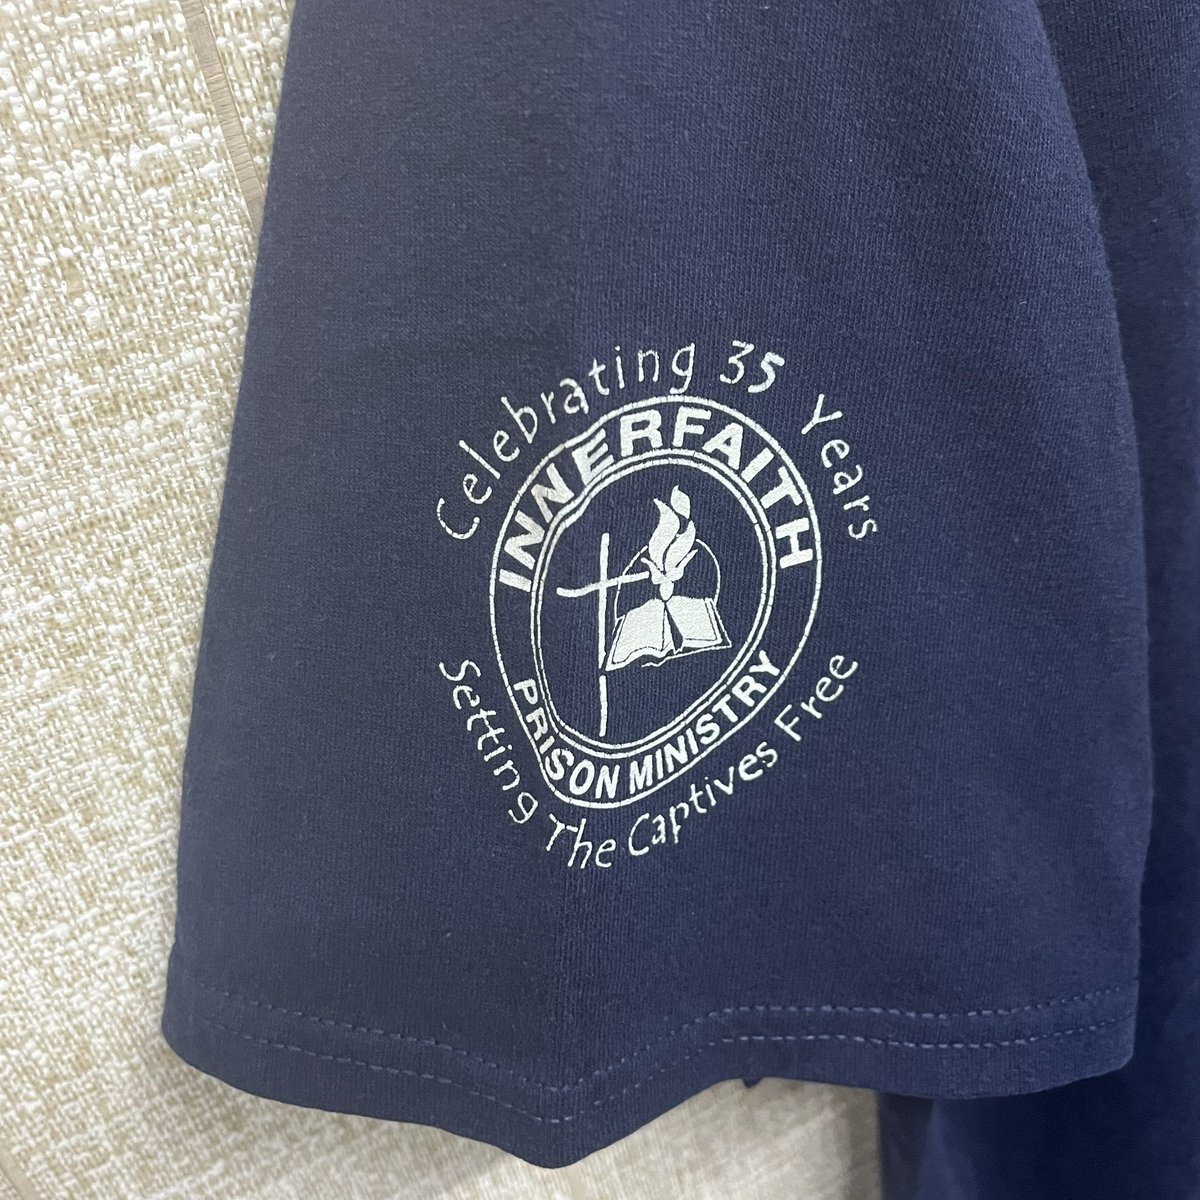 Celebrating 35 Years
INNERFAITH
PRISON MINISTRY
Setting The Captives Free